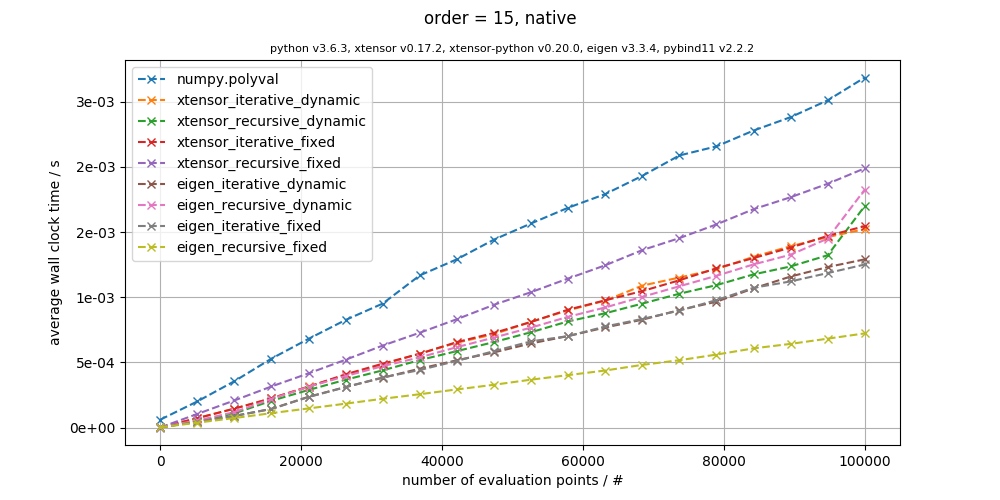 order = 15, native
python v3.6.3, xtensor v0.17.2, xtensor-python v0.20.0, eigen v3.3.4, pybind11 v2.2.2
numpy.polyval
xtensor_iterative_dynamic
xtensor_recursive_dynamic
xtensor_iterative_fixed
xtensor_recursive_fixed
eigen_iterative_dynamic
eigen_recursive_dynamic
eigen_iterative_fixed
eigen_recursive_fixed
average wall clock time / s
3e-03
2e-03
2e-03
1e-03
5e-04
0e+00
0 20000 40000 60000 80000 100000
number of evaluation points / #